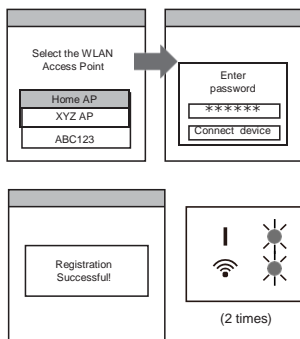 Select the WLAN
Access Point
Home AP
XYZ AP
ABC123
Enter
password
******
Connect device
Registration
Successful!
(2 times)